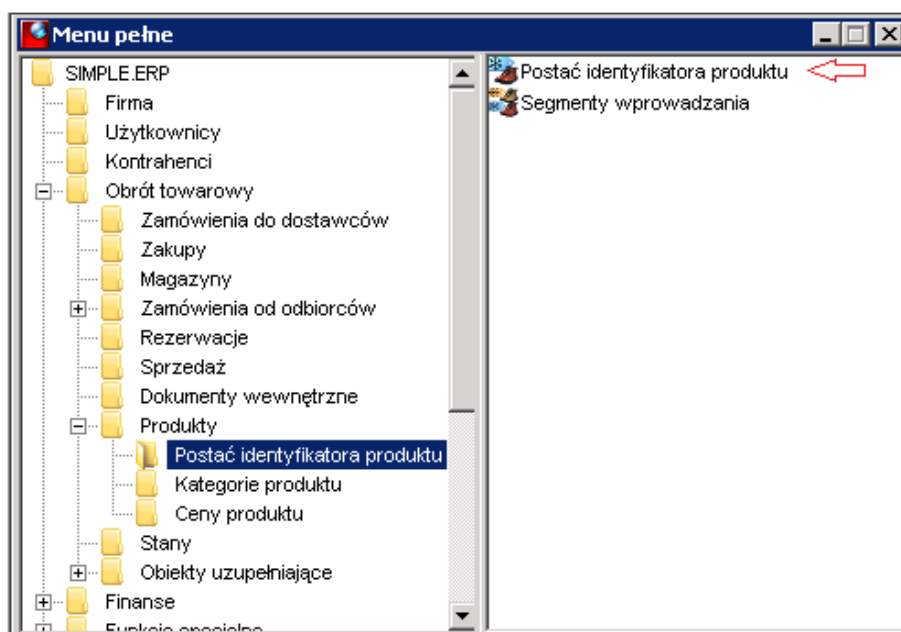 Menu pełne
SIMPLE.ERP
Firma
Użytkownicy
Kontrahenci
Obrót towarowy
Zamówienia do dostawców
Zakupy
Magazyny
Zamówienia od odbiorców
Rezerwacje
Sprzedaż
Dokumenty wewnętrzne
Produkty
Postać identyfikatora produktu
Kategorie produktu
Ceny produktu
Stany
Obiekty uzupełniające
Finanse
Funkcje specjalne
Postać identyfikatora produktu
Segmenty wprowadzania